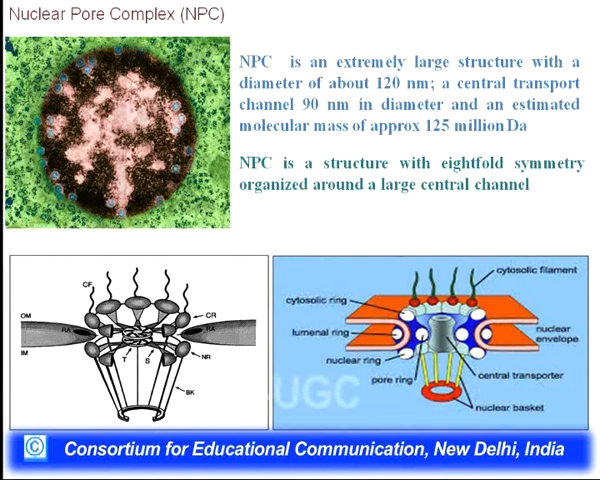 Nuclear Pore Complex (NPC)
NPC is an extremely large structure with a
diameter of about 120 nm; a central transport
channel 90 nm in diameter and an estimated
molecular mass of approx 125 million Da
NPC is a structure with eightfold symmetry
organized around a large central channel
CF
OM
CR
RA
RA
IM
T
S
NR
BK
cytosolic filament
cytosolic ring
lumenal ring
nuclear
envelope
nuclear ring
pore ring
central transporter
nuclear basket
UGC
© Consortium for Educational Communication, New Delhi, India